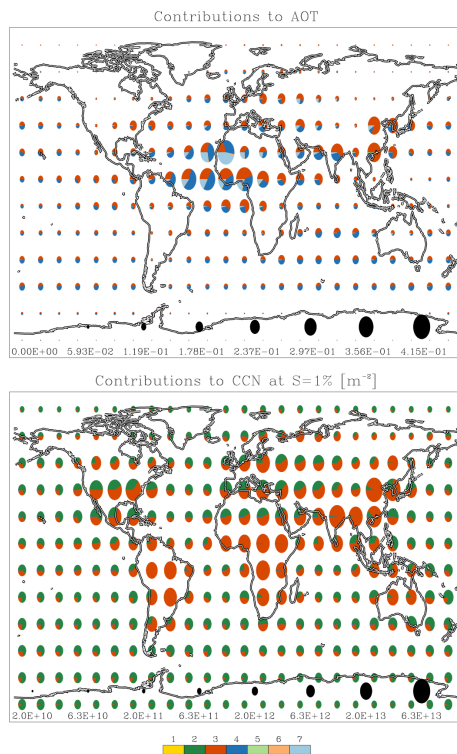 Contributions to AOT
0.00E+00 5.93E-02 1.19E-01 1.78E-01 2.37E-01 2.97E-01 3.56E-01 4.15E-01
Contributions to CCN at S=1% [m⁻²]
2.0E+10 6.3E+10 2.0E+11 6.3E+11 2.0E+12 6.3E+12 2.0E+13 6.3E+13
1 2 3 4 5 6 7